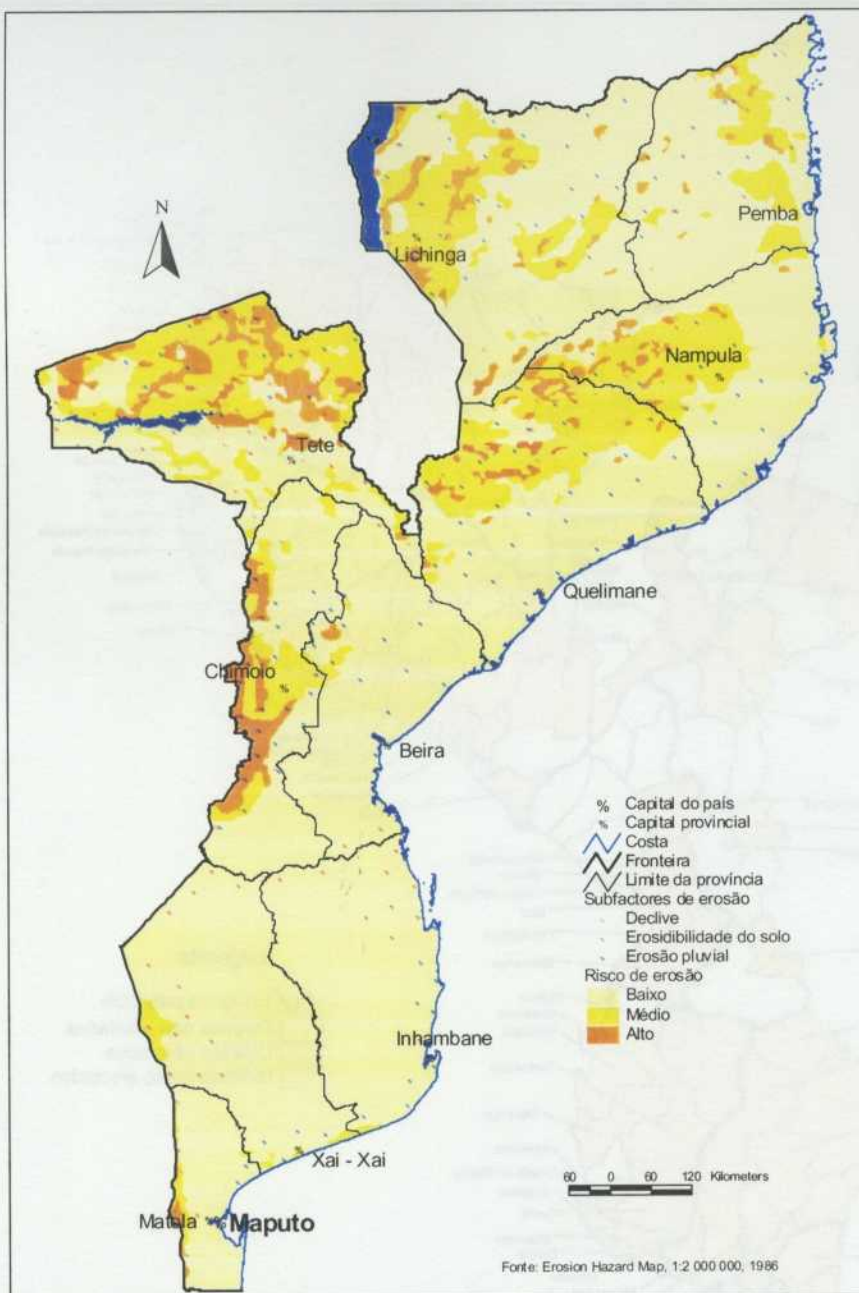 N
Pemba
Lichinga
Nampula
Tete
Quelimane
Chimoio
Beira
% Capital do país
% Capital provincial
Costa
Fronteira
Limite da província
Subfactores de erosão
Declive
Erosidibilidade do solo
Erosão pluvial
Risco de erosão
Baixo
Médio
Alto
Inhambane
Xai - Xai
60 0 60 120 Kilometers
Matola Maputo
Fonte: Erosion Hazard Map, 1:2 000 000, 1986